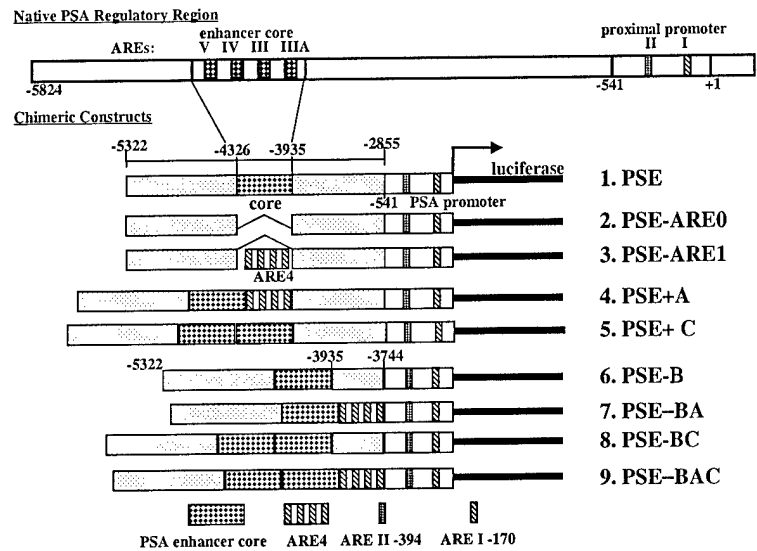 Native PSA Regulatory Region
enhancer core
proximal promoter
AREs: V IV III IIIA
II I
-5824
-541
+1
Chimeric Constructs
-5322
-4326
-3935
-2855
luciferase
1. PSE
core
-541 PSA promoter
2. PSE-ARE0
3. PSE-ARE1
ARE4
4. PSE+A
5. PSE+ C
-5322
-3935
-3744
6. PSE-B
7. PSE--BA
8. PSE-BC
9. PSE--BAC
PSA enhancer core
ARE4
ARE II -394
ARE I -170